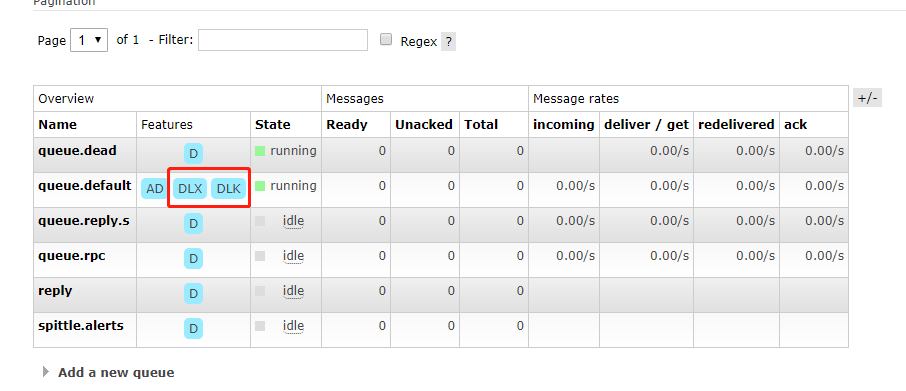 Pagination
Page 1 of 1 - Filter: Regex ?
Overview Messages Message rates +/-
Name Features State Ready Unacked Total incoming deliver / get redelivered ack
queue.dead D running 0 0 0 0.00/s 0.00/s 0.00/s
queue.default AD DLX DLK running 0 0 0 0.00/s 0.00/s 0.00/s 0.00/s
queue.reply.s D idle 0 0 0 0.00/s 0.00/s 0.00/s 0.00/s
queue.rpc D idle 0 0 0 0.00/s 0.00/s 0.00/s 0.00/s
reply D idle 0 0 0
spittle.alerts D idle 0 0 0
Add a new queue